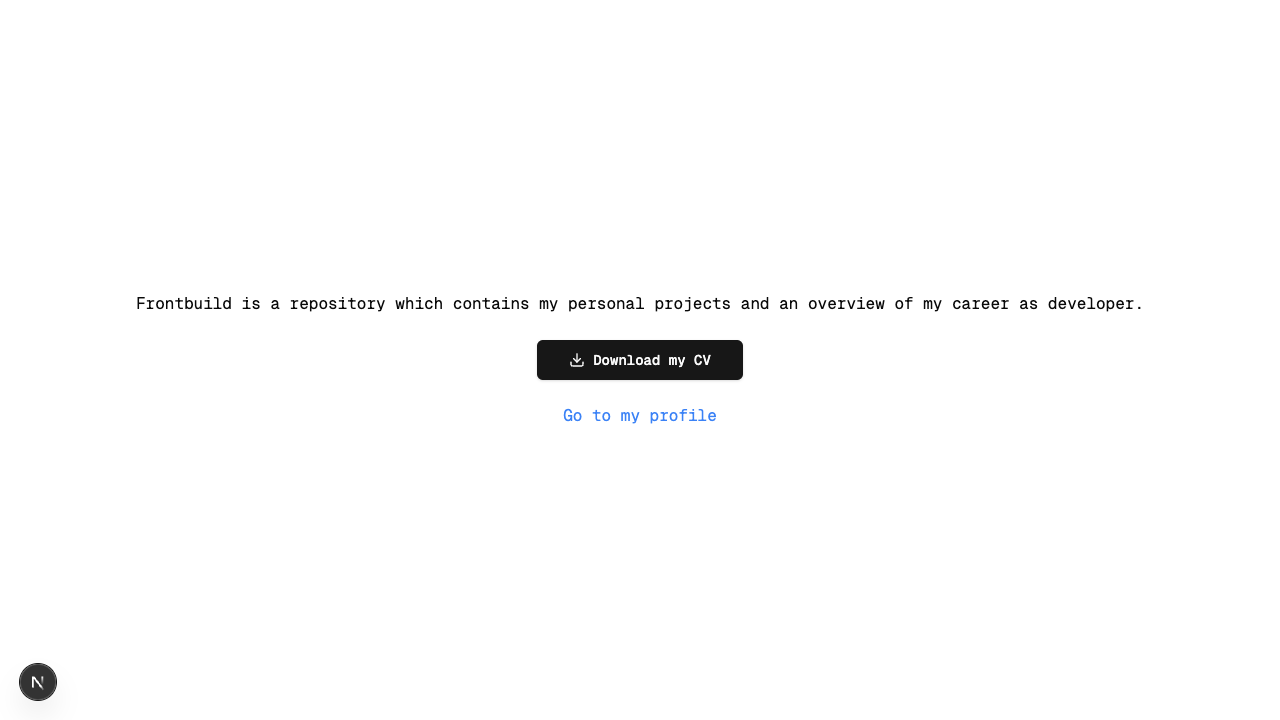 Frontbuild is a repository which contains my personal projects and an overview of my career as developer.
Download my CV
Go to my profile
N